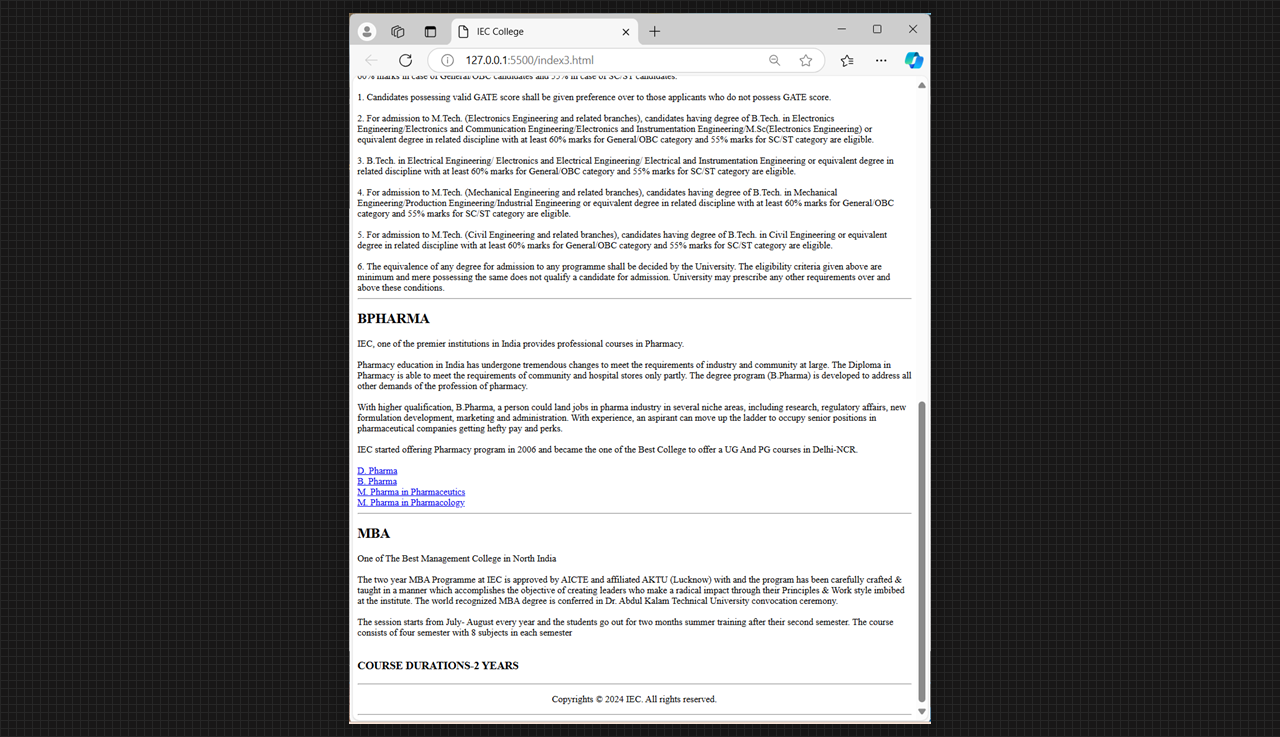 IEC College
127.0.0.1:5500/index3.html
60% marks in case of General/OBC candidates and 55% in case of SC/ST candidates.
1. Candidates possessing valid GATE score shall be given preference over to those applicants who do not possess GATE score.
2. For admission to M.Tech. (Electronics Engineering and related branches), candidates having degree of B.Tech. in Electronics
Engineering/Electronics and Communication Engineering/Electronics and Instrumentation Engineering/M.Sc(Electronics Engineering) or
equivalent degree in related discipline with at least 60% marks for General/OBC category and 55% marks for SC/ST category are eligible.
3. B.Tech. in Electrical Engineering/ Electronics and Electrical Engineering/ Electrical and Instrumentation Engineering or equivalent degree in
related discipline with at least 60% marks for General/OBC category and 55% marks for SC/ST category are eligible.
4. For admission to M.Tech. (Mechanical Engineering and related branches), candidates having degree of B.Tech. in Mechanical
Engineering/Production Engineering/Industrial Engineering or equivalent degree in related discipline with at least 60% marks for General/OBC
category and 55% marks for SC/ST category are eligible.
5. For admission to M.Tech. (Civil Engineering and related branches), candidates having degree of B.Tech. in Civil Engineering or equivalent
degree in related discipline with at least 60% marks for General/OBC category and 55% marks for SC/ST category are eligible.
6. The equivalence of any degree for admission to any programme shall be decided by the University. The eligibility criteria given above are
minimum and mere possessing the same does not qualify a candidate for admission. University may prescribe any other requirements over and
above these conditions.
BPHARMA
IEC, one of the premier institutions in India provides professional courses in Pharmacy.
Pharmacy education in India has undergone tremendous changes to meet the requirements of industry and community at large. The Diploma in
Pharmacy is able to meet the requirements of community and hospital stores only partly. The degree program (B.Pharma) is developed to address all
other demands of the profession of pharmacy.
With higher qualification, B.Pharma, a person could land jobs in pharma industry in several niche areas, including research, regulatory affairs, new
formulation development, marketing and administration. With experience, an aspirant can move up the ladder to occupy senior positions in
pharmaceutical companies getting hefty pay and perks.
IEC started offering Pharmacy program in 2006 and became the one of the Best College to offer a UG And PG courses in Delhi-NCR.
D. Pharma
B. Pharma
M. Pharma in Pharmaceutics
M. Pharma in Pharmacology
MBA
One of The Best Management College in North India
The two year MBA Programme at IEC is approved by AICTE and affiliated AKTU (Lucknow) with and the program has been carefully crafted &
taught in a manner which accomplishes the objective of creating leaders who make a radical impact through their Principles & Work style imbibed
at the institute. The world recognized MBA degree is conferred in Dr. Abdul Kalam Technical University convocation ceremony.
The session starts from July- August every year and the students go out for two months summer training after their second semester. The course
consists of four semester with 8 subjects in each semester
COURSE DURATIONS-2 YEARS
Copyrights © 2024 IEC. All rights reserved.